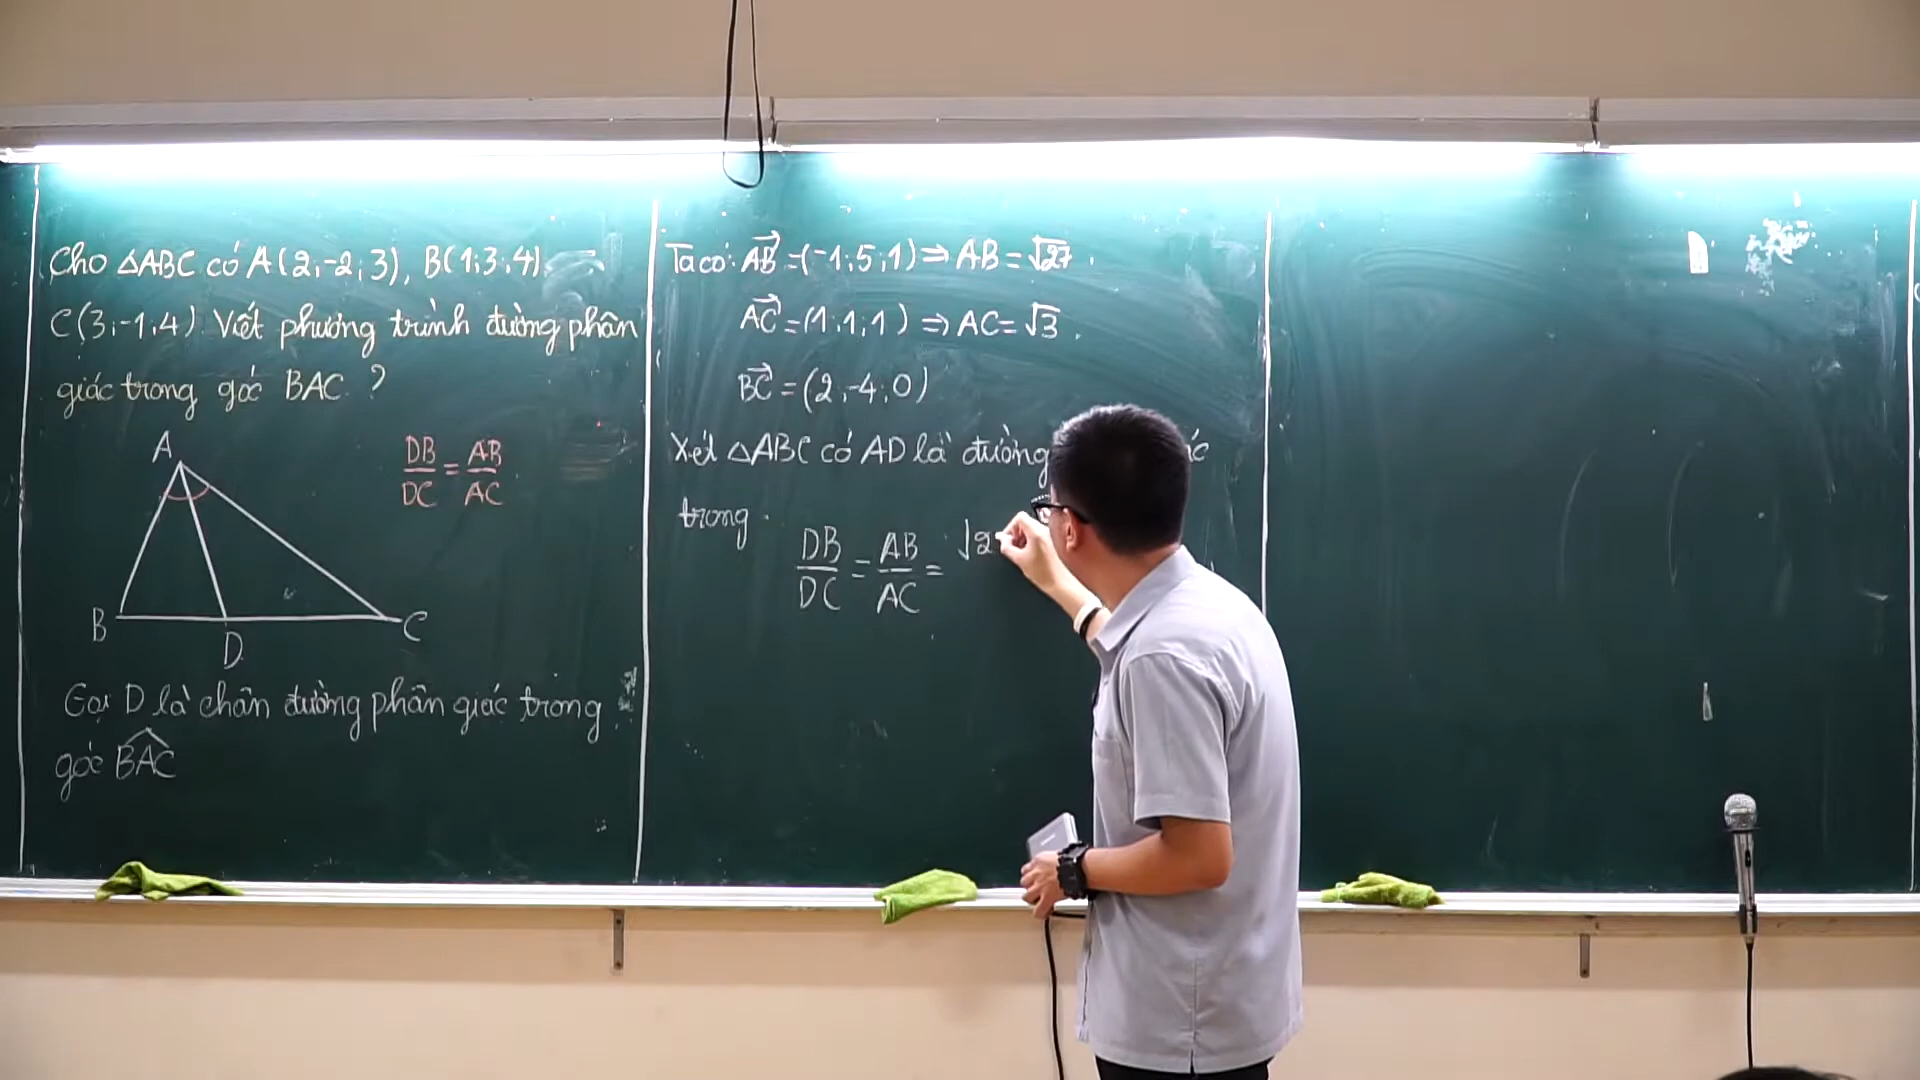 Cho △ABC có A(2;-2;3), B(1;3;4),
C(3;-1;4). Viết phương trình đường phân
giác trong góc BAC ?
A
DB/DC = AB/AC
B
D
C
Gọi D là chân đường phân giác trong
góc BAC
Ta có: AB = (-1;5;1) ⇒ AB = √27.
AC = (1;1;1) ⇒ AC = √3.
BC = (2;-4;0)
Xét △ABC có AD là đường
trong.
DB/DC = AB/AC = √2